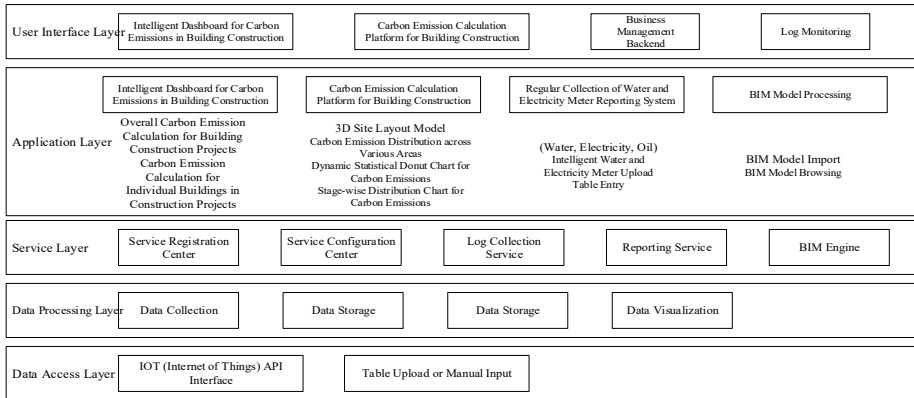 User Interface Layer
Intelligent Dashboard for Carbon
Emissions in Building Construction
Carbon Emission Calculation
Platform for Building Construction
Business
Management
Backend
Log Monitoring
Application Layer
Intelligent Dashboard for Carbon
Emissions in Building Construction
Overall Carbon Emission
Calculation for Building
Construction Projects
Carbon Emission
Calculation for
Individual Buildings in
Construction Projects
Carbon Emission Calculation
Platform for Building Construction
3D Site Layout Model
Carbon Emission Distribution across
Various Areas
Dynamic Statistical Donut Chart for
Carbon Emissions
Stage-wise Distribution Chart for
Carbon Emissions
Regular Collection of Water and
Electricity Meter Reporting System
(Water, Electricity, Oil)
Intelligent Water and
Electricity Meter Upload
Table Entry
BIM Model Processing
BIM Model Import
BIM Model Browsing
Service Layer
Service Registration
Center
Service Configuration
Center
Log Collection
Service
Reporting Service
BIM Engine
Data Processing Layer
Data Collection
Data Storage
Data Storage
Data Visualization
Data Access Layer
IOT (Internet of Things) API
Interface
Table Upload or Manual Input